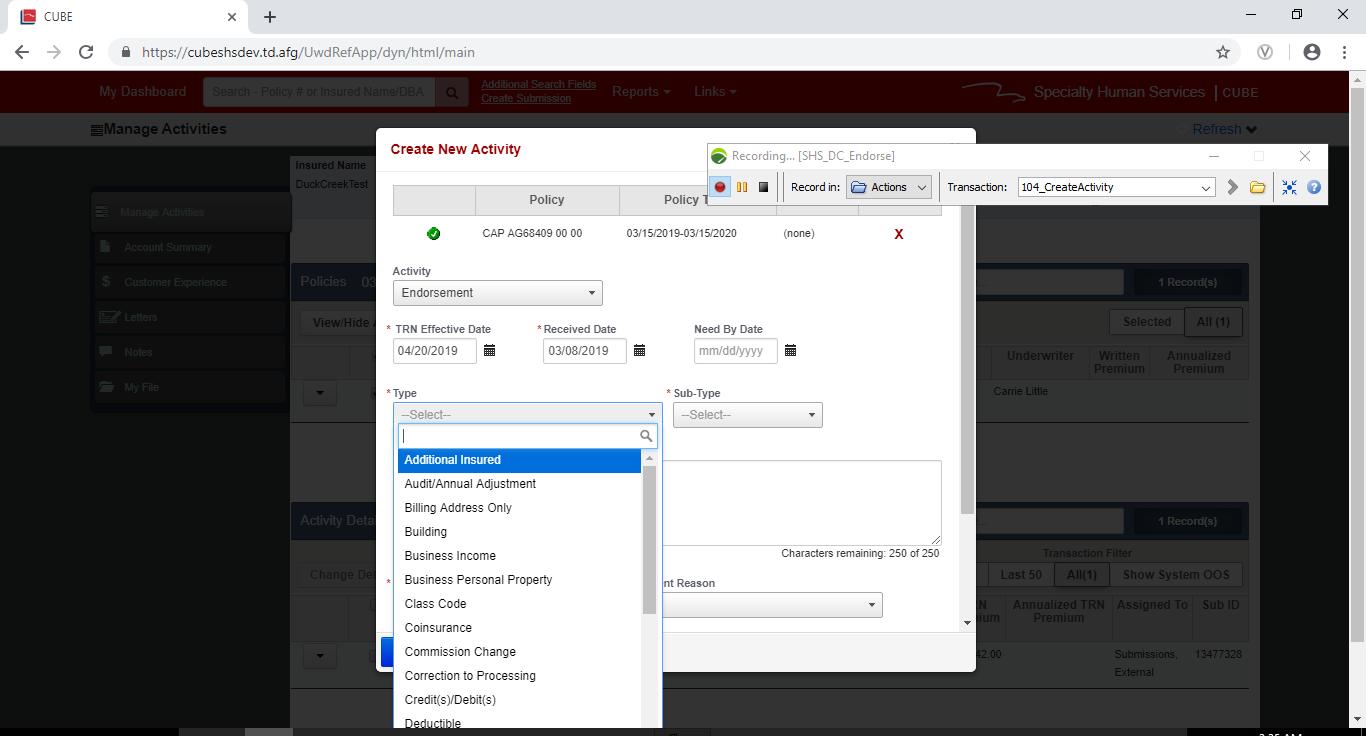 CUBE
https://cubeshsdev.td.afg/UwdRefApp/dyn/html/main
My Dashboard
Search - Policy # or Insured Name/DBA
Additional Search Fields
Create Submission
Reports
Links
Specialty Human Services | CUBE
Manage Activities
Refresh
Create New Activity
Recording... [SHS_DC_Endorse]
Record in:
Actions
Transaction:
104_CreateActivity
Insured Name
DuckCreekTest
Manage Activities
Account Summary
Customer Experience
Letters
Notes
My File
Policy
Policy T
CAP AG68409 00 00
03/15/2019-03/15/2020
(none)
X
Activity
Endorsement
Policies 03
1 Record(s)
View/Hide
Selected
All (1)
* TRN Effective Date
* Received Date
Need By Date
04/20/2019
03/08/2019
mm/dd/yyyy
Underwriter
Written Premium
Annualized Premium
Carrie Little
* Type
* Sub-Type
--Select--
--Select--
Additional Insured
Audit/Annual Adjustment
Billing Address Only
Building
Business Income
Business Personal Property
Class Code
Coinsurance
Commission Change
Correction to Processing
Credit(s)/Debit(s)
Deductible
Characters remaining: 250 of 250
nt Reason
Activity Deta
1 Record(s)
Transaction Filter
Change Det
Last 50
All(1)
Show System OOS
Annualized TRN Premium
Assigned To
Sub ID
42.00
Submissions, External
13477328